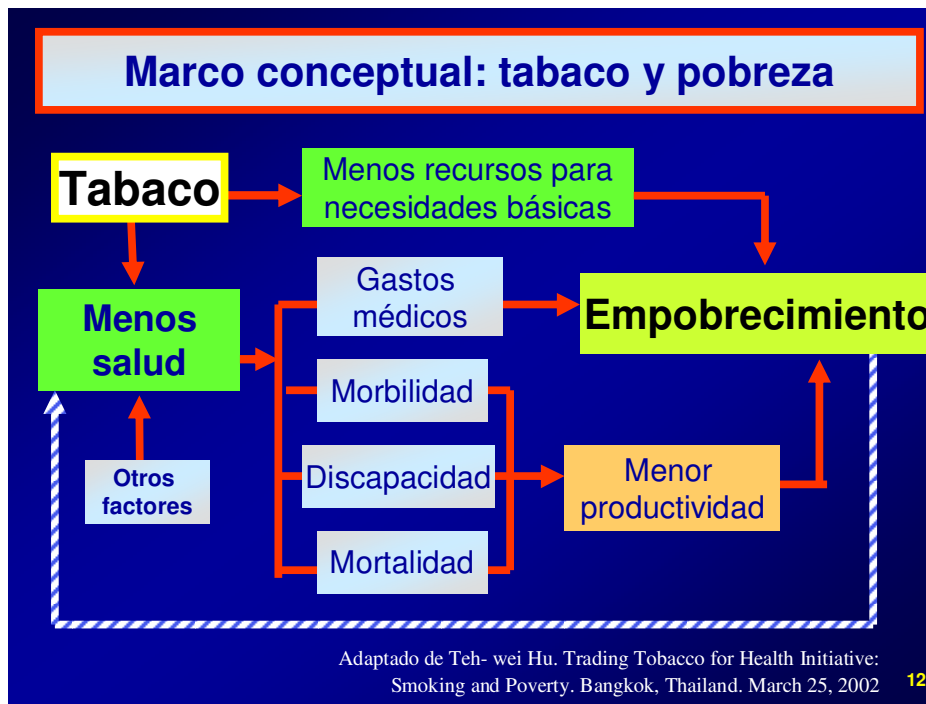 Marco conceptual: tabaco y pobreza
Tabaco
Menos recursos para
necesidades básicas
Menos
salud
Gastos
médicos
Empobrecimiento
Morbilidad
Otros
factores
Discapacidad
Menor
productividad
Mortalidad
Adaptado de Teh- wei Hu. Trading Tobacco for Health Initiative:
Smoking and Poverty. Bangkok, Thailand. March 25, 2002
12